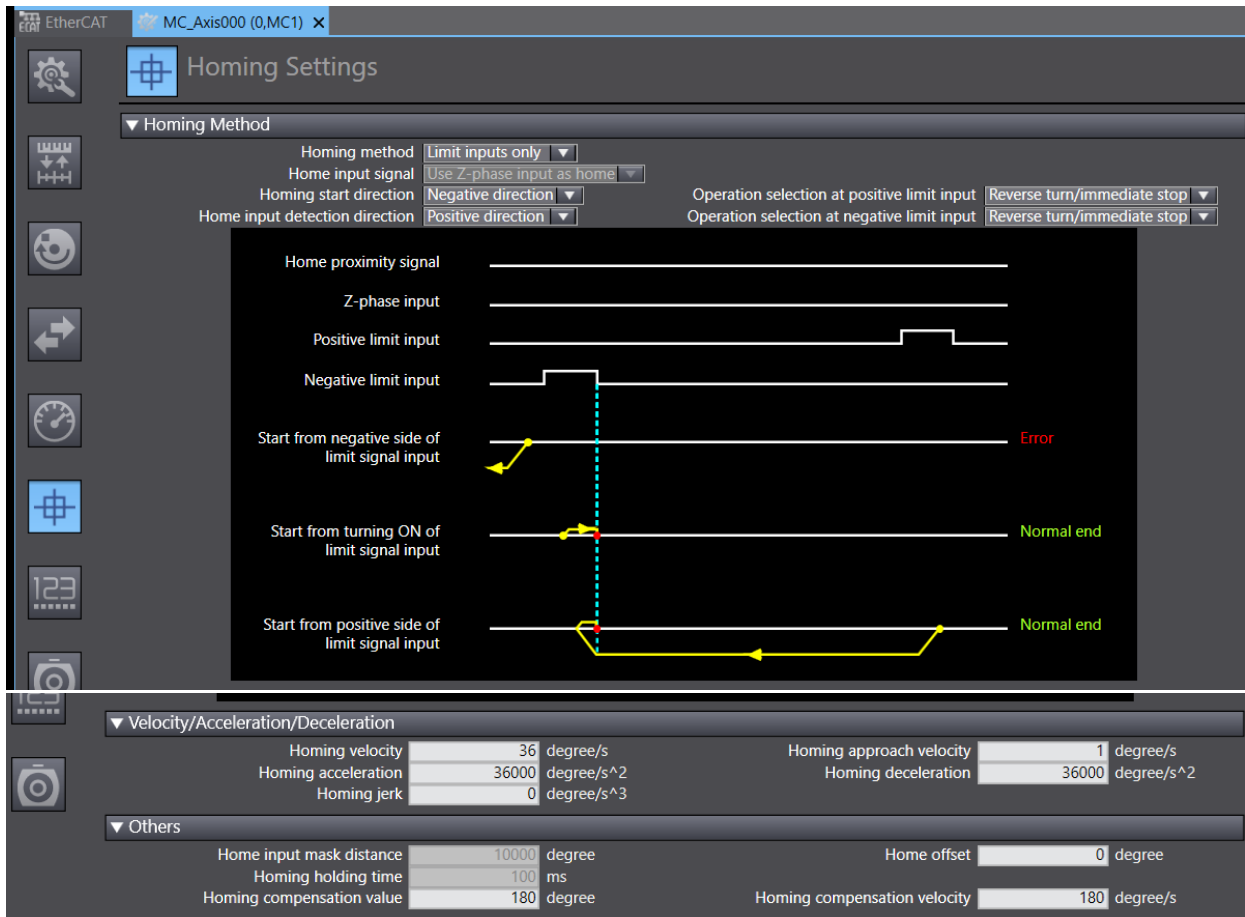 ECAT EtherCAT MC_Axis000 (0,MC1) ×
Homing Settings
▼ Homing Method
Homing method Limit inputs only ▼
Home input signal Use Z-phase input as home ▼
Homing start direction Negative direction ▼ Operation selection at positive limit input Reverse turn/immediate stop ▼
Home input detection direction Positive direction ▼ Operation selection at negative limit input Reverse turn/immediate stop ▼
Home proximity signal
Z-phase input
Positive limit input
Negative limit input
Start from negative side of
limit signal input
Error
Start from turning ON of
limit signal input
Normal end
123
Start from positive side of
limit signal input
Normal end
123
▼ Velocity/Acceleration/Deceleration
Homing velocity 36 degree/s Homing approach velocity 1 degree/s
Homing acceleration 36000 degree/s^2 Homing deceleration 36000 degree/s^2
Homing jerk 0 degree/s^3
▼ Others
Home input mask distance 10000 degree Home offset 0 degree
Homing holding time 100 ms
Homing compensation value 180 degree Homing compensation velocity 180 degree/s